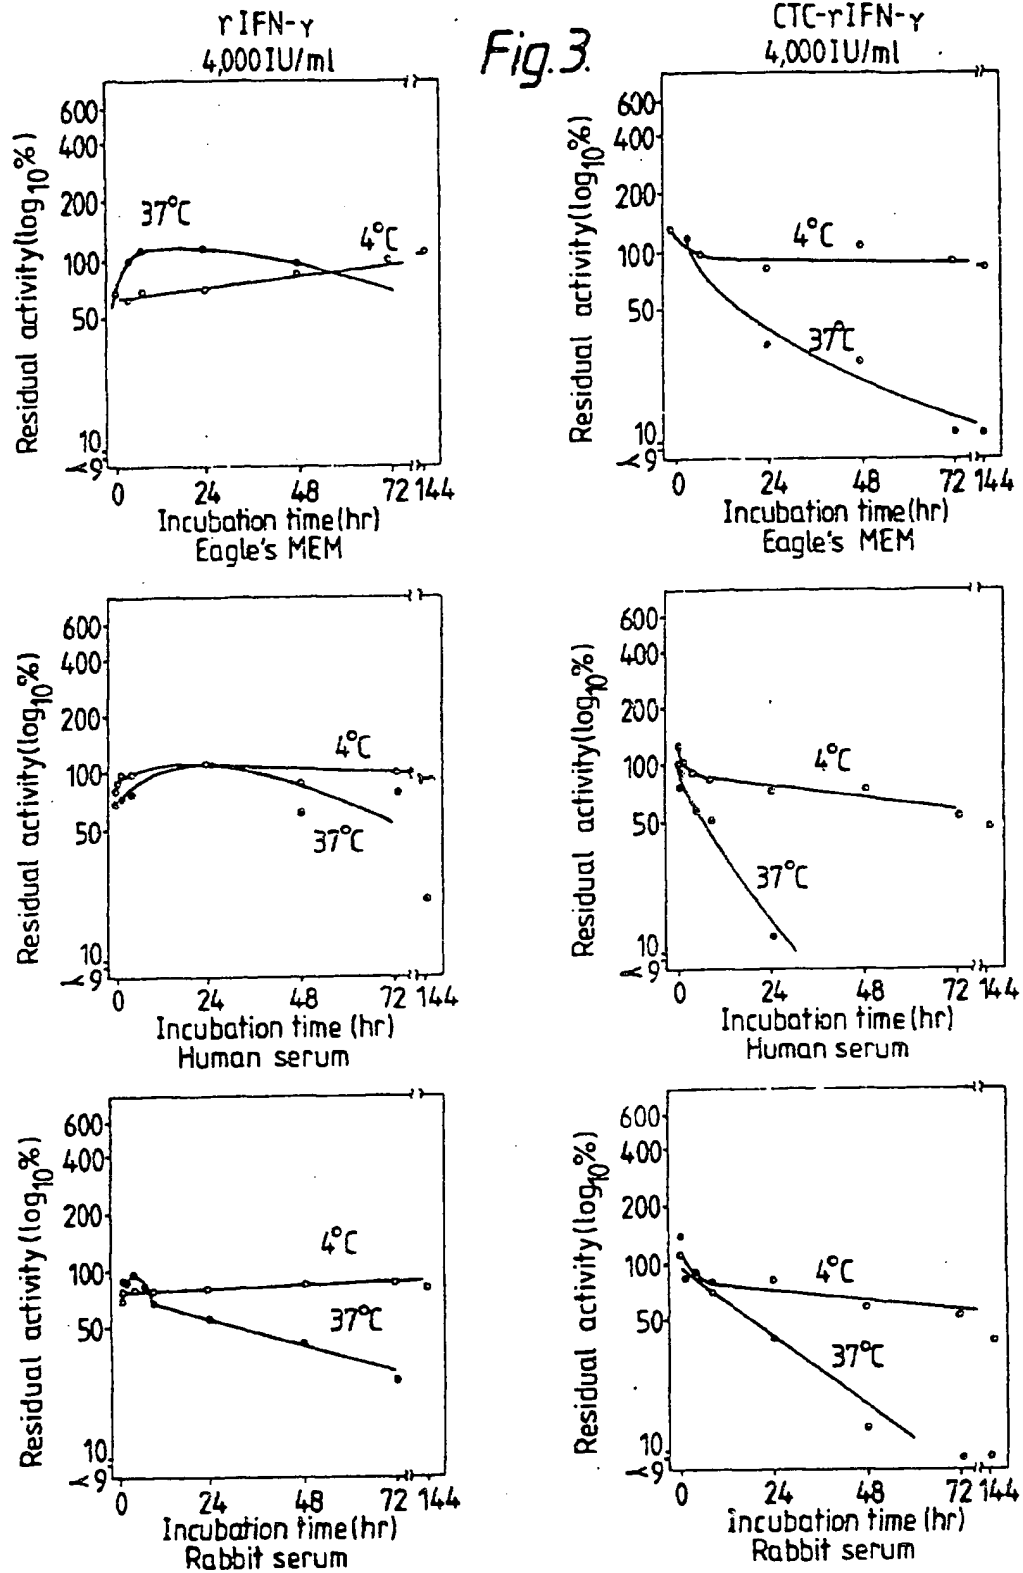 Fig.3.
rIFN-γ
4,000IU/ml
Residual activity(log10%)
600
400
200
100
50
10
≺9
37°C
4°C
0 24 48 72 144
Incubation time(hr)
Eagle's MEM
CTC-rIFN-γ
4,000IU/ml
Residual activity(log10%)
600
400
200
100
50
10
≺9
4°C
37°C
0 24 48 72 144
Incubation time(hr)
Eagle's MEM
Residual activity(log10%)
600
400
200
100
50
10
≺9
4°C
37°C
0 24 48 72 144
Incubation time(hr)
Human serum
Residual activity(log10%)
600
400
200
100
50
10
≺9
4°C
37°C
0 24 48 72 144
Incubation time(hr)
Human serum
Residual activity(log10%)
600
400
200
100
50
10
≺9
4°C
37°C
0 24 48 72 144
Incubation time(hr)
Rabbit serum
Residual activity(log10%)
600
400
200
100
50
10
≺9
4°C
37°C
0 24 48 72 144
Incubation time(hr)
Rabbit serum